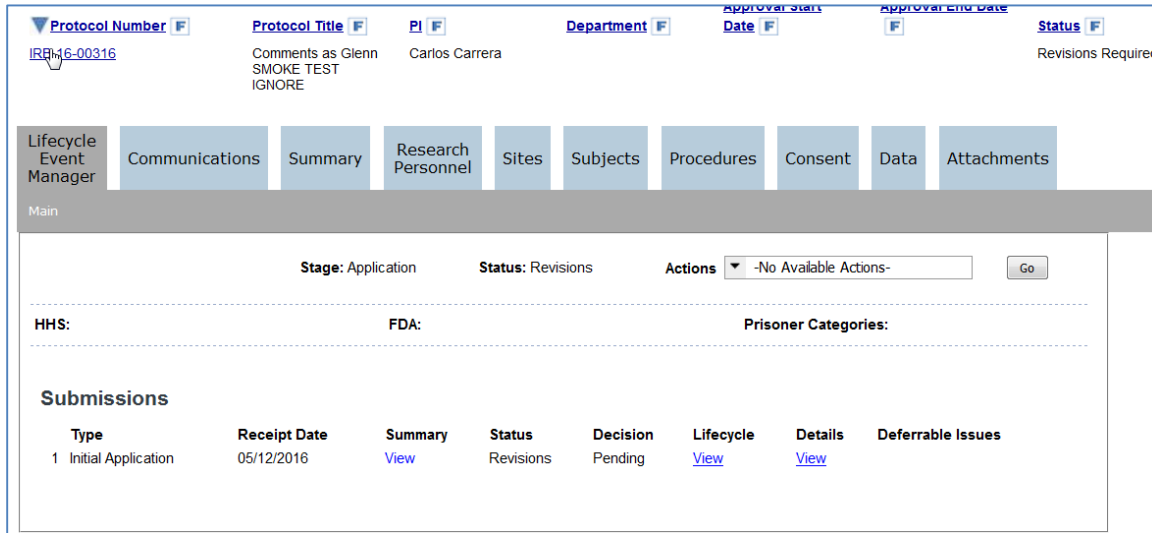 Approval Start Approval End Date
Protocol Number F Protocol Title F PI F Department F Date F F Status F
IRB-16-00316 Comments as Glenn Carlos Carrera Revisions Require
SMOKE TEST
IGNORE
Lifecycle Event Manager Communications Summary Research Personnel Sites Subjects Procedures Consent Data Attachments
Main
Stage: Application Status: Revisions Actions -No Available Actions- Go
HHS: FDA: Prisoner Categories:
Submissions
Type Receipt Date Summary Status Decision Lifecycle Details Deferrable Issues
1 Initial Application 05/12/2016 View Revisions Pending View View